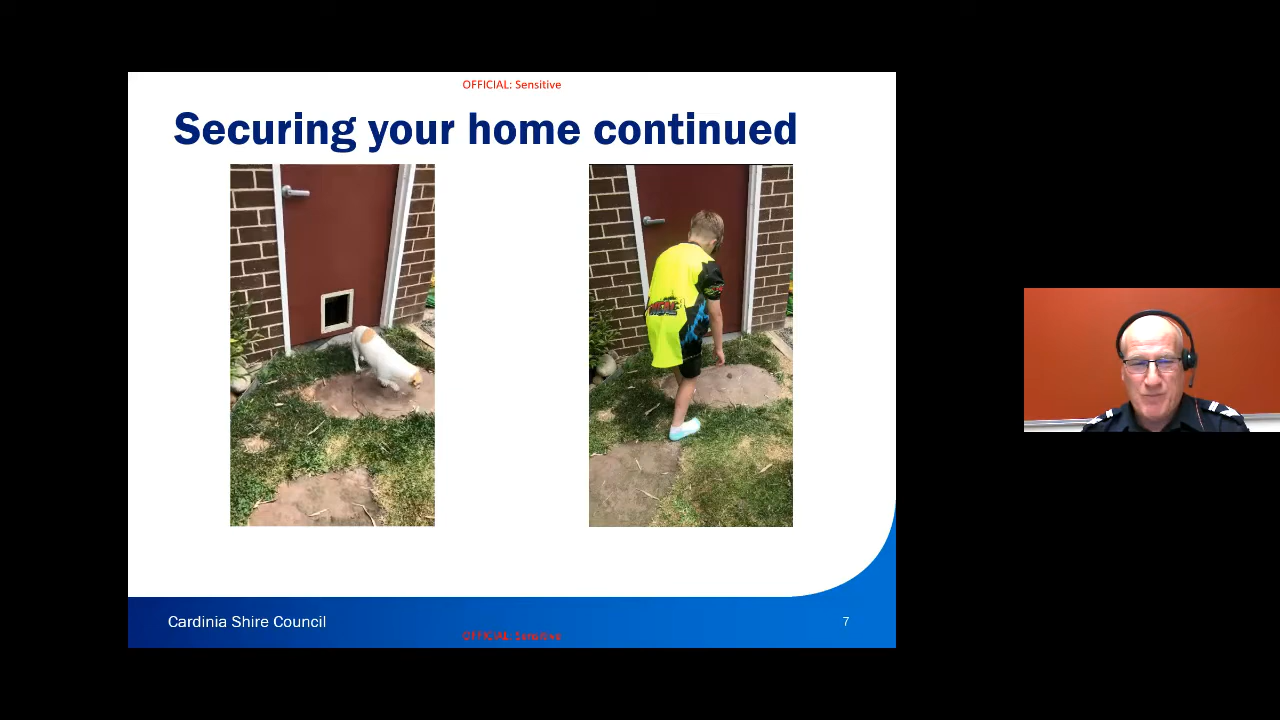 OFFICIAL: Sensitive
Securing your home continued
Cardinia Shire Council
7
OFFICIAL: Sensitive